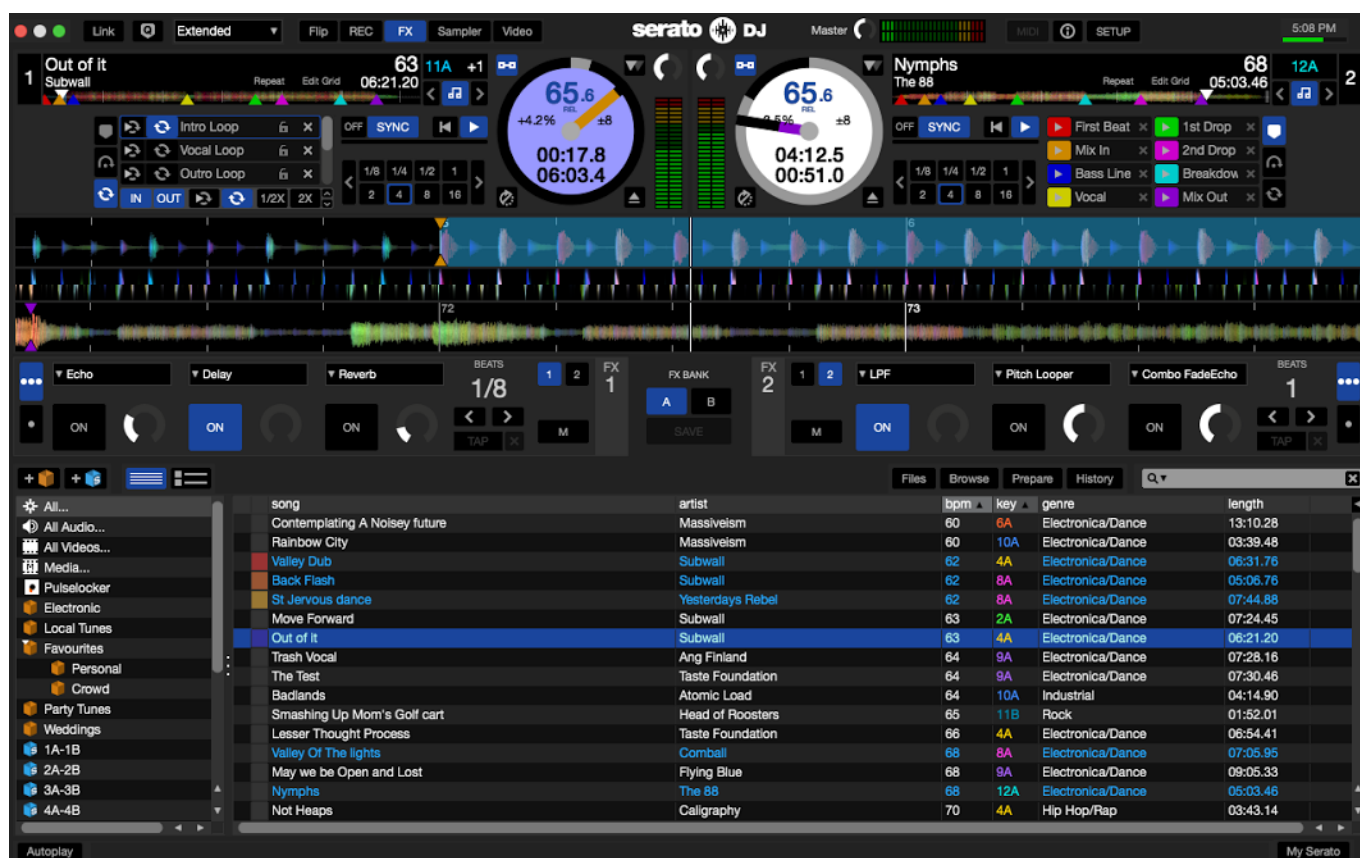 Link Extended Flip REC FX Sampler Video serato DJ Master MIDI SETUP 5:08 PM
1 Out of it 63 11A +1
Subwall Repeat Edit Grid 06:21.20
Nymphs 68 12A 2
The 88 Repeat Edit Grid 05:03.46
Intro Loop
Vocal Loop
Outro Loop
IN OUT 1/2X 2X
OFF SYNC
1/8 1/4 1/2 1
2 4 8 16
65.6
REL
+4.2% ±8
00:17.8
06:03.4
65.6
REL
±8
04:12.5
00:51.0
OFF SYNC
1/8 1/4 1/2 1
2 4 8 16
First Beat 1st Drop
Mix In 2nd Drop
Bass Line Breakdow
Vocal Mix Out
6
72 73
Echo Delay Reverb BEATS 1/8 1 2 FX 1 FX BANK FX 2 1 2 LPF Pitch Looper Combo FadeEcho BEATS 1
A B
ON ON ON TAP M SAVE M ON ON ON TAP
Files Browse Prepare History
All...
All Audio...
All Videos...
Media...
Pulselocker
Electronic
Local Tunes
Favourites
Personal
Crowd
Party Tunes
Weddings
1A-1B
2A-2B
3A-3B
4A-4B
song artist bpm key genre length
Contemplating A Noisey future Massiveism 60 6A Electronica/Dance 13:10.28
Rainbow City Massiveism 60 10A Electronica/Dance 03:39.48
Valley Dub Subwall 62 4A Electronica/Dance 06:31.76
Back Flash Subwall 62 8A Electronica/Dance 05:06.76
St Jervous dance Yesterdays Rebel 62 8A Electronica/Dance 07:44.88
Move Forward Subwall 63 2A Electronica/Dance 07:24.45
Out of it Subwall 63 4A Electronica/Dance 06:21.20
Trash Vocal Ang Finland 64 9A Electronica/Dance 07:28.16
The Test Taste Foundation 64 9A Electronica/Dance 07:30.46
Badlands Atomic Load 64 10A Industrial 04:14.90
Smashing Up Mom's Golf cart Head of Roosters 65 11B Rock 01:52.01
Lesser Thought Process Taste Foundation 66 4A Electronica/Dance 06:54.41
Valley Of The lights Cornball 68 8A Electronica/Dance 07:05.95
May we be Open and Lost Flying Blue 68 9A Electronica/Dance 09:05.33
Nymphs The 88 68 12A Electronica/Dance 05:03.46
Not Heaps Caligraphy 70 4A Hip Hop/Rap 03:43.14
Autoplay My Serato